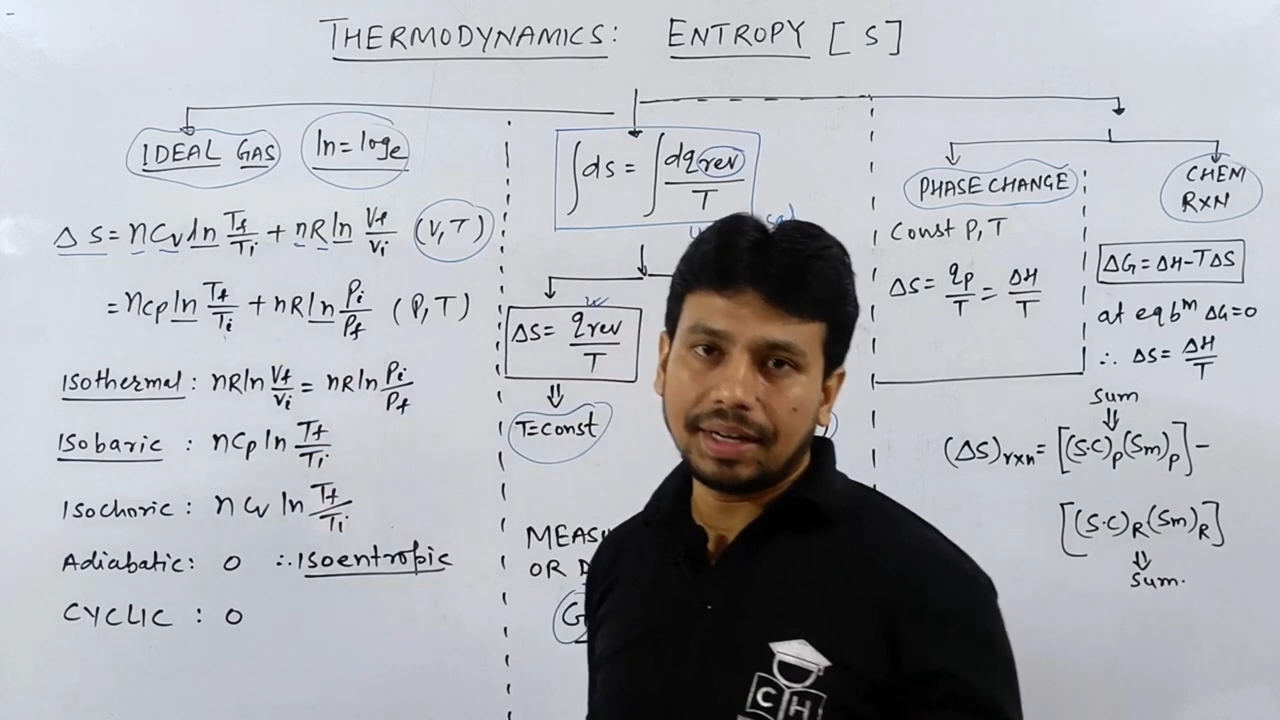 THERMODYNAMICS: ENTROPY [S]
IDEAL GAS ln = logₑ
ΔS = nCv ln Tf/Ti + nR ln Vf/Vi (V,T)
= nCp ln Tf/Ti + nR ln Pi/Pf (P,T)
Isothermal: nR ln Vf/Vi = nR ln Pi/Pf
Isobaric : nCp ln Tf/Ti
Isochoric: nCv ln Tf/Ti
Adiabatic: 0 ∴ Isoentropic
CYCLIC : 0
∫ds = ∫dqrev/T
ΔS = qrev/T
⇓
T=const
OR
PHASE CHANGE
Const P, T
ΔS = qp/T = ΔH/T
CHEM
RXN
ΔG = ΔH-TΔS
at eqbᵐ ΔG=0
∴ ΔS = ΔH/T
Sum
⇓
(ΔS)rxn = [(S.C)p(Sm)p] -
[(S.C)R(Sm)R]
⇓
Sum.
C H